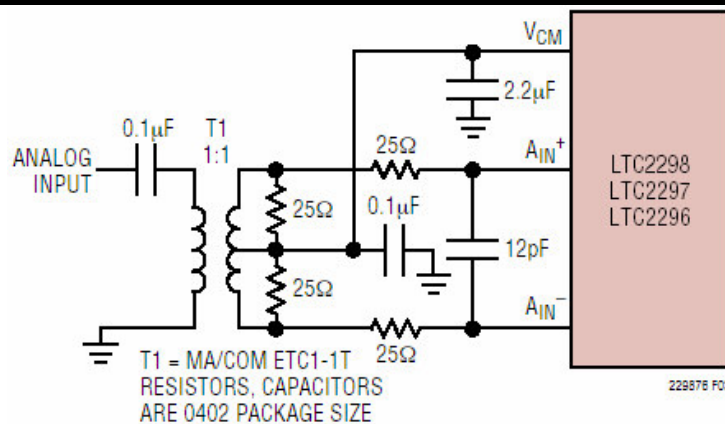 VCM
2.2µF
0.1µF
T1
1:1
25Ω
AIN+
ANALOG
INPUT
LTC2298
LTC2297
LTC2296
25Ω
0.1µF
12pF
25Ω
AIN−
25Ω
T1 = MA/COM ETC1-1T
RESISTORS, CAPACITORS
ARE 0402 PACKAGE SIZE
229876